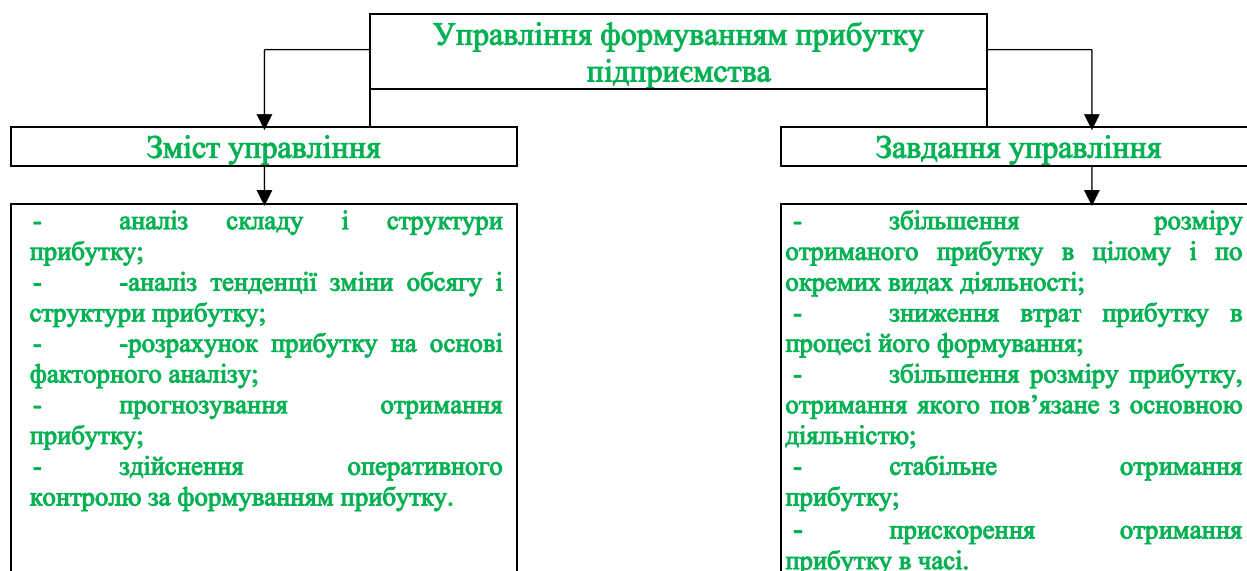 Управління формуванням прибутку
підприємства
Зміст управління
- аналіз складу і структури
прибутку;
- -аналіз тенденції зміни обсягу і
структури прибутку;
- -розрахунок прибутку на основі
факторного аналізу;
- прогнозування отримання
прибутку;
- здійснення оперативного
контролю за формуванням прибутку.
Завдання управління
- збільшення розміру
отриманого прибутку в цілому і по
окремих видах діяльності;
- зниження втрат прибутку в
процесі його формування;
- збільшення розміру прибутку,
отримання якого пов’язане з основною
діяльністю;
- стабільне отримання
прибутку;
- прискорення отримання
прибутку в часі.